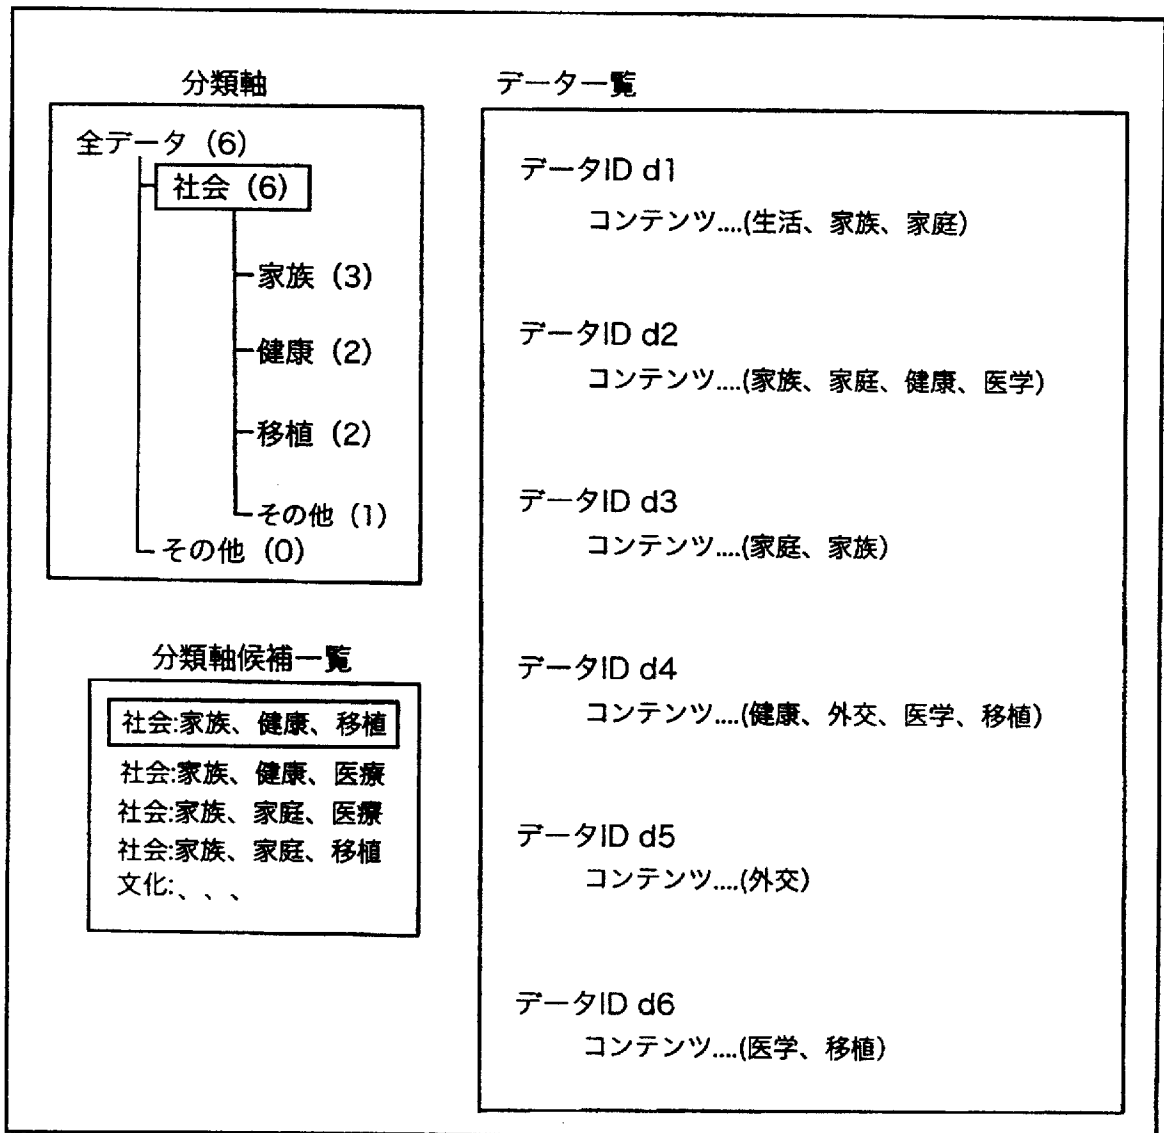 分類軸
全データ（6）
社会（6）
家族（3）
健康（2）
移植（2）
その他（1）
その他（0）
分類軸候補一覧
社会:家族、健康、移植
社会:家族、健康、医療
社会:家族、家庭、医療
社会:家族、家庭、移植
文化:、、、
データ一覧
データID d1
コンテンツ....(生活、家族、家庭)
データID d2
コンテンツ....(家族、家庭、健康、医学)
データID d3
コンテンツ....(家庭、家族)
データID d4
コンテンツ....(健康、外交、医学、移植)
データID d5
コンテンツ....(外交)
データID d6
コンテンツ....(医学、移植)